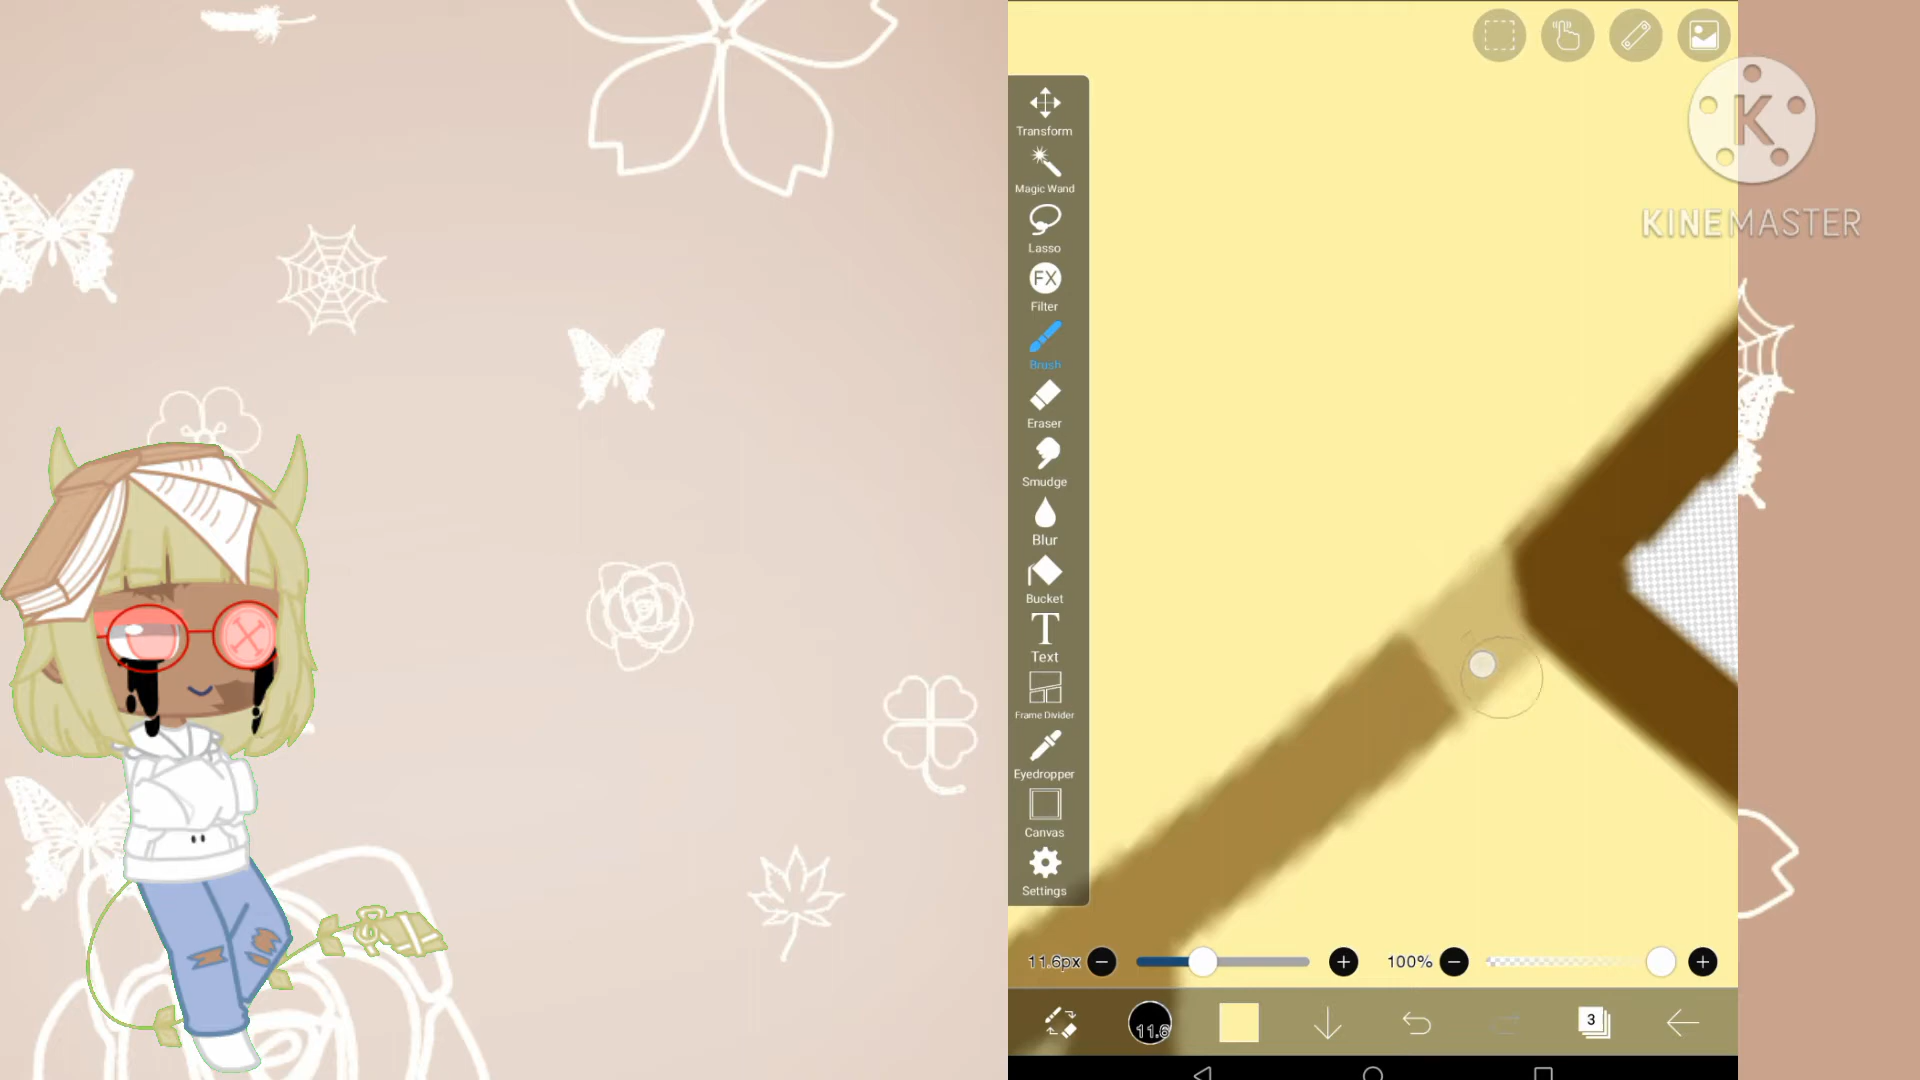 Transform
Magic Wand
Lasso
FX
Filter
Brush
Eraser
Smudge
Blur
Bucket
T
Text
Frame Divider
Eyedropper
Canvas
Settings
K
KINEMASTER
11.6px
100%
11.6
3